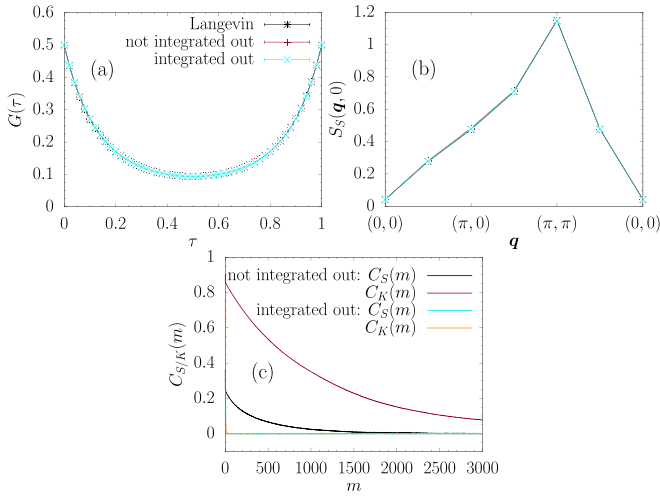 0.6
0.5
0.4
0.3
0.2
0.1
0
G(τ)
(a)
Langevin
not integrated out
integrated out
0 0.2 0.4 0.6 0.8 1
τ
1.2
1
0.8
0.6
0.4
0.2
0
S_S(q, 0)
(b)
(0, 0) (π, 0) (π, π) (0, 0)
q
1
0.8
0.6
0.4
0.2
0
C_{S/K}(m)
not integrated out: C_S(m)
C_K(m)
integrated out: C_S(m)
C_K(m)
(c)
0 500 1000 1500 2000 2500 3000
m